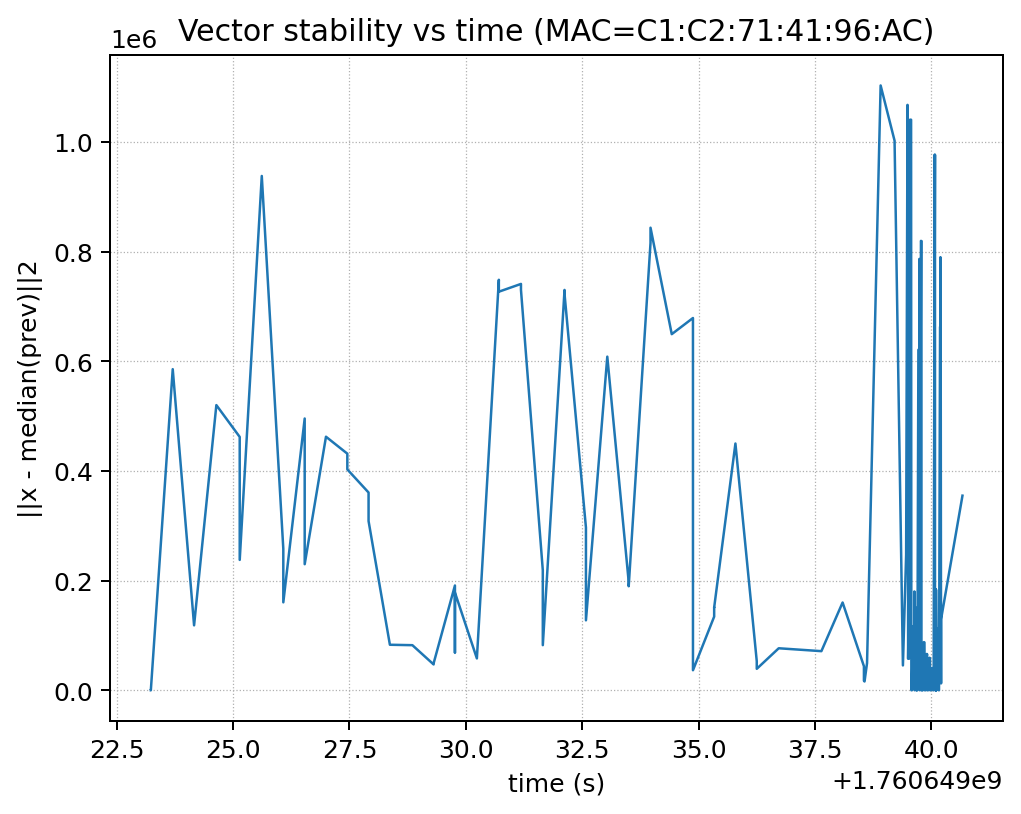 Vector stability vs time (MAC=C1:C2:71:41:96:AC)
1e6
||x - median(prev)||2
1.0
0.8
0.6
0.4
0.2
0.0
22.5 25.0 27.5 30.0 32.5 35.0 37.5 40.0
time (s)
+1.760649e9